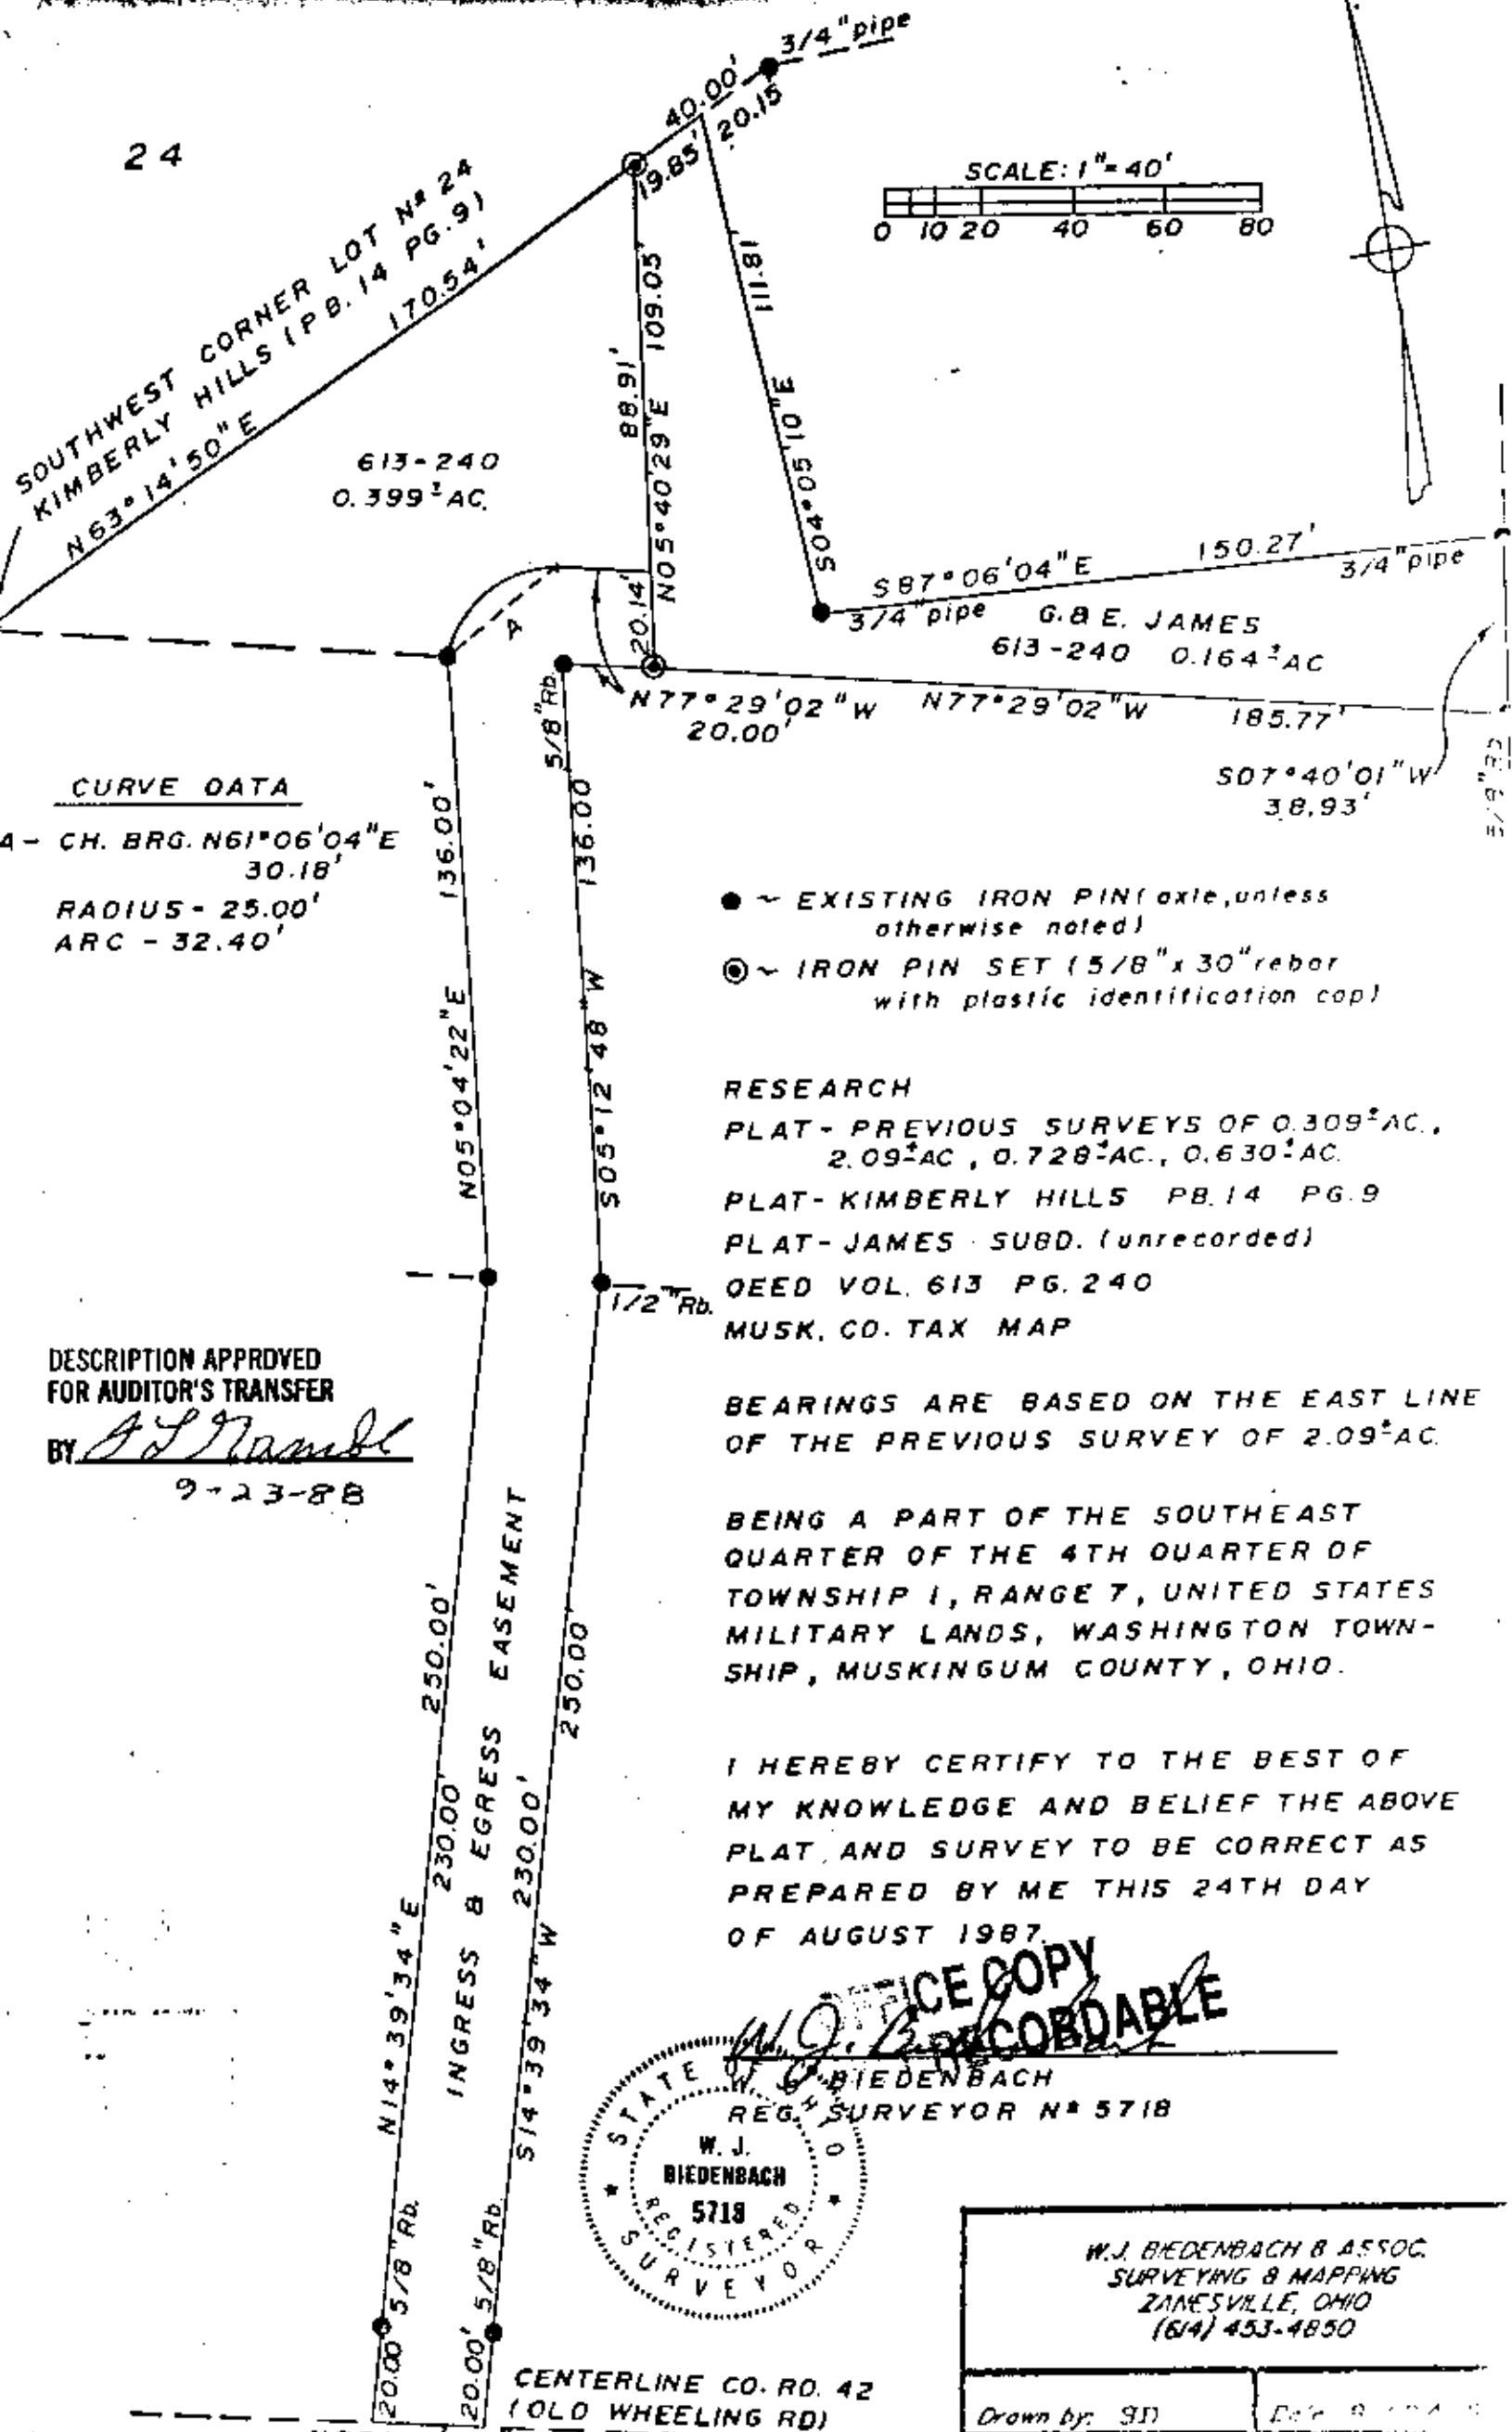 3/4" pipe
40.00'
20.15
19.85'
24
SCALE: 1" = 40'
0 10 20 40 60 80
SOUTHWEST CORNER LOT Nº 24
KIMBERLY HILLS (PB. 14 PG. 9)
170.54'
N63°14'50"E
111.81
S04°05'10"E
88.91'
109.05'
N05°40'29"E
20.14'
613-240
0.399± AC.
A
S87°06'04"E
150.27'
3/4" pipe
3/4" pipe
G. & E. JAMES
613-240 0.164± AC
N77°29'02"W
20.00'
N77°29'02"W
185.77'
S07°40'01"W
38.93'
5/8" Rb.
5/8" Rb
CURVE DATA
A - CH. BRG. N61°06'04"E
30.18'
RADIUS - 25.00'
ARC - 32.40'
136.00'
N05°04'22"E
136.00
S05°12'48"W
● ~ EXISTING IRON PIN (axle, unless
otherwise noted)
◉ ~ IRON PIN SET (5/8" x 30" rebar
with plastic identification cap)
RESEARCH
PLAT - PREVIOUS SURVEYS OF 0.309± AC.,
2.09± AC, 0.728± AC., 0.630± AC.
PLAT - KIMBERLY HILLS PB. 14 PG. 9
PLAT - JAMES SUBD. (unrecorded)
DEED VOL. 613 PG. 240
MUSK. CO. TAX MAP
1/2" Rb.
DESCRIPTION APPROVED
FOR AUDITOR'S TRANSFER
BY
9-23-88
BEARINGS ARE BASED ON THE EAST LINE
OF THE PREVIOUS SURVEY OF 2.09± AC.
BEING A PART OF THE SOUTHEAST
QUARTER OF THE 4TH QUARTER OF
TOWNSHIP 1, RANGE 7, UNITED STATES
MILITARY LANDS, WASHINGTON TOWN-
SHIP, MUSKINGUM COUNTY, OHIO.
I HEREBY CERTIFY TO THE BEST OF
MY KNOWLEDGE AND BELIEF THE ABOVE
PLAT AND SURVEY TO BE CORRECT AS
PREPARED BY ME THIS 24TH DAY
OF AUGUST 1987.
250.00'
230.00'
N14°39'34"E
INGRESS & EGRESS EASEMENT
250.00'
230.00'
S14°39'34"W
5/8" Rb.
5/8" Rb.
20.00'
20.00'
OFFICE COPY
RECORDABLE
W. J. BIEDENBACH
REG. SURVEYOR Nº 5718
STATE OF OHIO
W. J.
BIEDENBACH
5718
REGISTERED
SURVEYOR
CENTERLINE CO. RD. 42
(OLD WHEELING RD)
W.J. BIEDENBACH & ASSOC.
SURVEYING & MAPPING
ZANESVILLE, OHIO
(614) 453-4850
Drawn by: